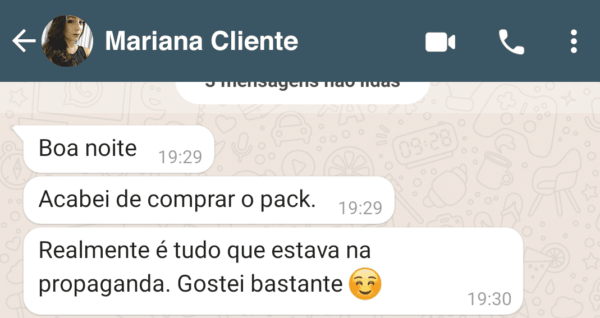 Mariana Cliente
3 mensagens não lidas
Boa noite
19:29
Acabei de comprar o pack.
19:29
Realmente é tudo que estava na
propaganda. Gostei bastante 😊
19:30